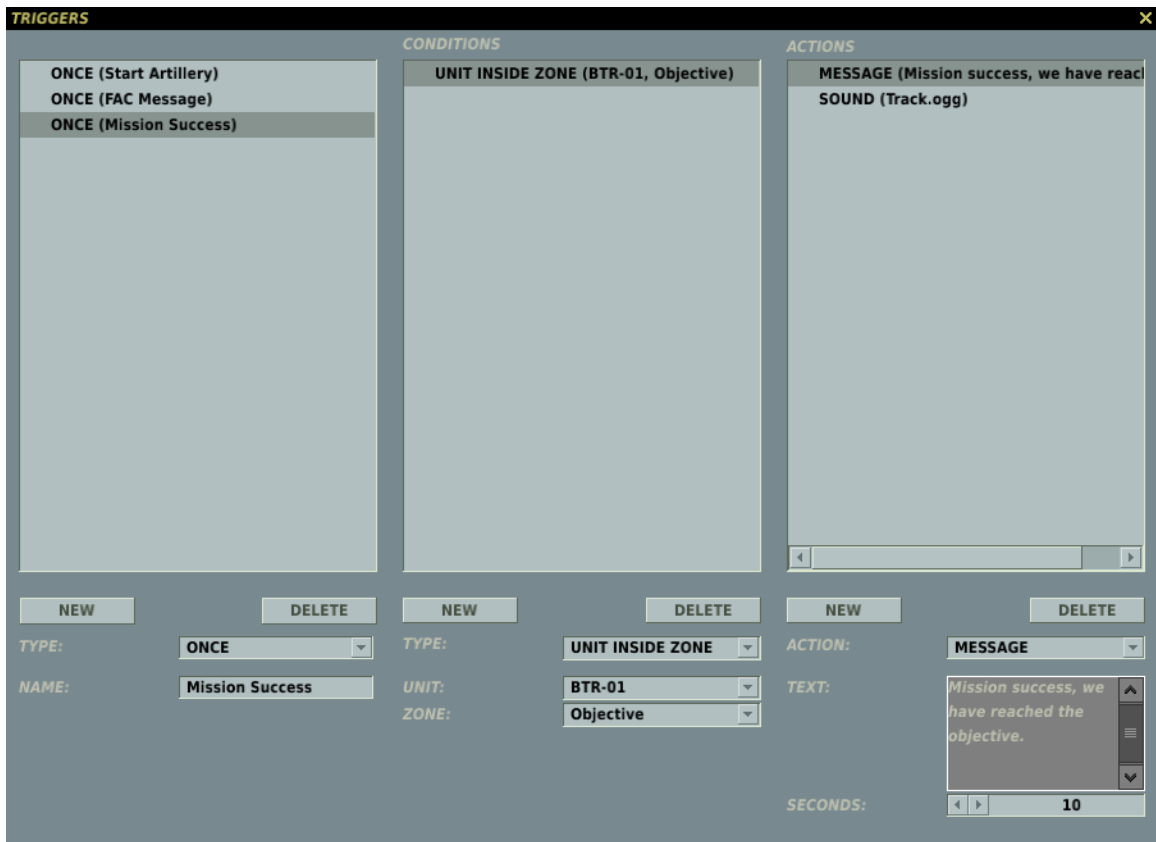 TRIGGERS
CONDITIONS
ACTIONS
ONCE (Start Artillery)
ONCE (FAC Message)
ONCE (Mission Success)
UNIT INSIDE ZONE (BTR-01, Objective)
MESSAGE (Mission success, we have reac
SOUND (Track.ogg)
NEW
DELETE
NEW
DELETE
NEW
DELETE
TYPE:
ONCE
NAME:
Mission Success
TYPE:
UNIT INSIDE ZONE
UNIT:
BTR-01
ZONE:
Objective
ACTION:
MESSAGE
TEXT:
Mission success, we
have reached the
objective.
SECONDS:
10